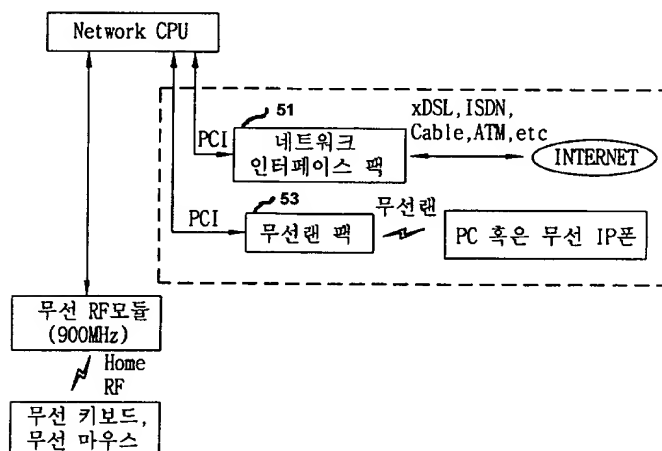 Network CPU
51
xDSL,ISDN,
Cable,ATM,etc
PCI
네트워크
인터페이스 팩
INTERNET
53
PCI
무선랜 팩
무선랜
PC 혹은 무선 IP폰
무선 RF모듈
(900MHz)
Home
RF
무선 키보드,
무선 마우스